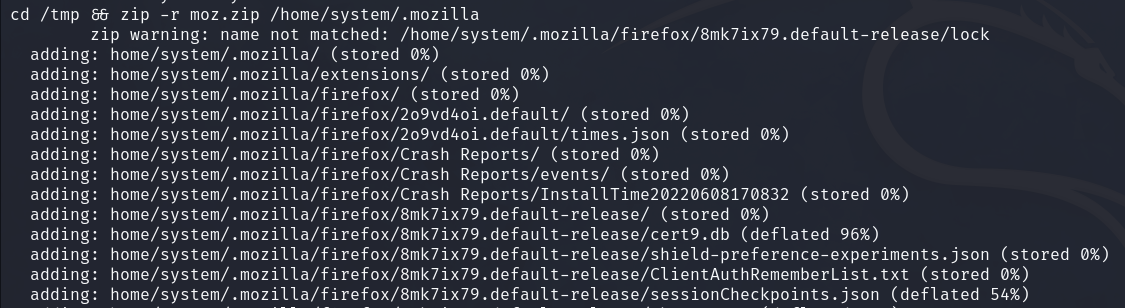 cd /tmp && zip -r moz.zip /home/system/.mozilla
zip warning: name not matched: /home/system/.mozilla/firefox/8mk7ix79.default-release/lock
adding: home/system/.mozilla/ (stored 0%)
adding: home/system/.mozilla/extensions/ (stored 0%)
adding: home/system/.mozilla/firefox/ (stored 0%)
adding: home/system/.mozilla/firefox/2o9vd4oi.default/ (stored 0%)
adding: home/system/.mozilla/firefox/2o9vd4oi.default/times.json (stored 0%)
adding: home/system/.mozilla/firefox/Crash Reports/ (stored 0%)
adding: home/system/.mozilla/firefox/Crash Reports/events/ (stored 0%)
adding: home/system/.mozilla/firefox/Crash Reports/InstallTime20220608170832 (stored 0%)
adding: home/system/.mozilla/firefox/8mk7ix79.default-release/ (stored 0%)
adding: home/system/.mozilla/firefox/8mk7ix79.default-release/cert9.db (deflated 96%)
adding: home/system/.mozilla/firefox/8mk7ix79.default-release/shield-preference-experiments.json (stored 0%)
adding: home/system/.mozilla/firefox/8mk7ix79.default-release/ClientAuthRememberList.txt (stored 0%)
adding: home/system/.mozilla/firefox/8mk7ix79.default-release/sessionCheckpoints.json (deflated 54%)